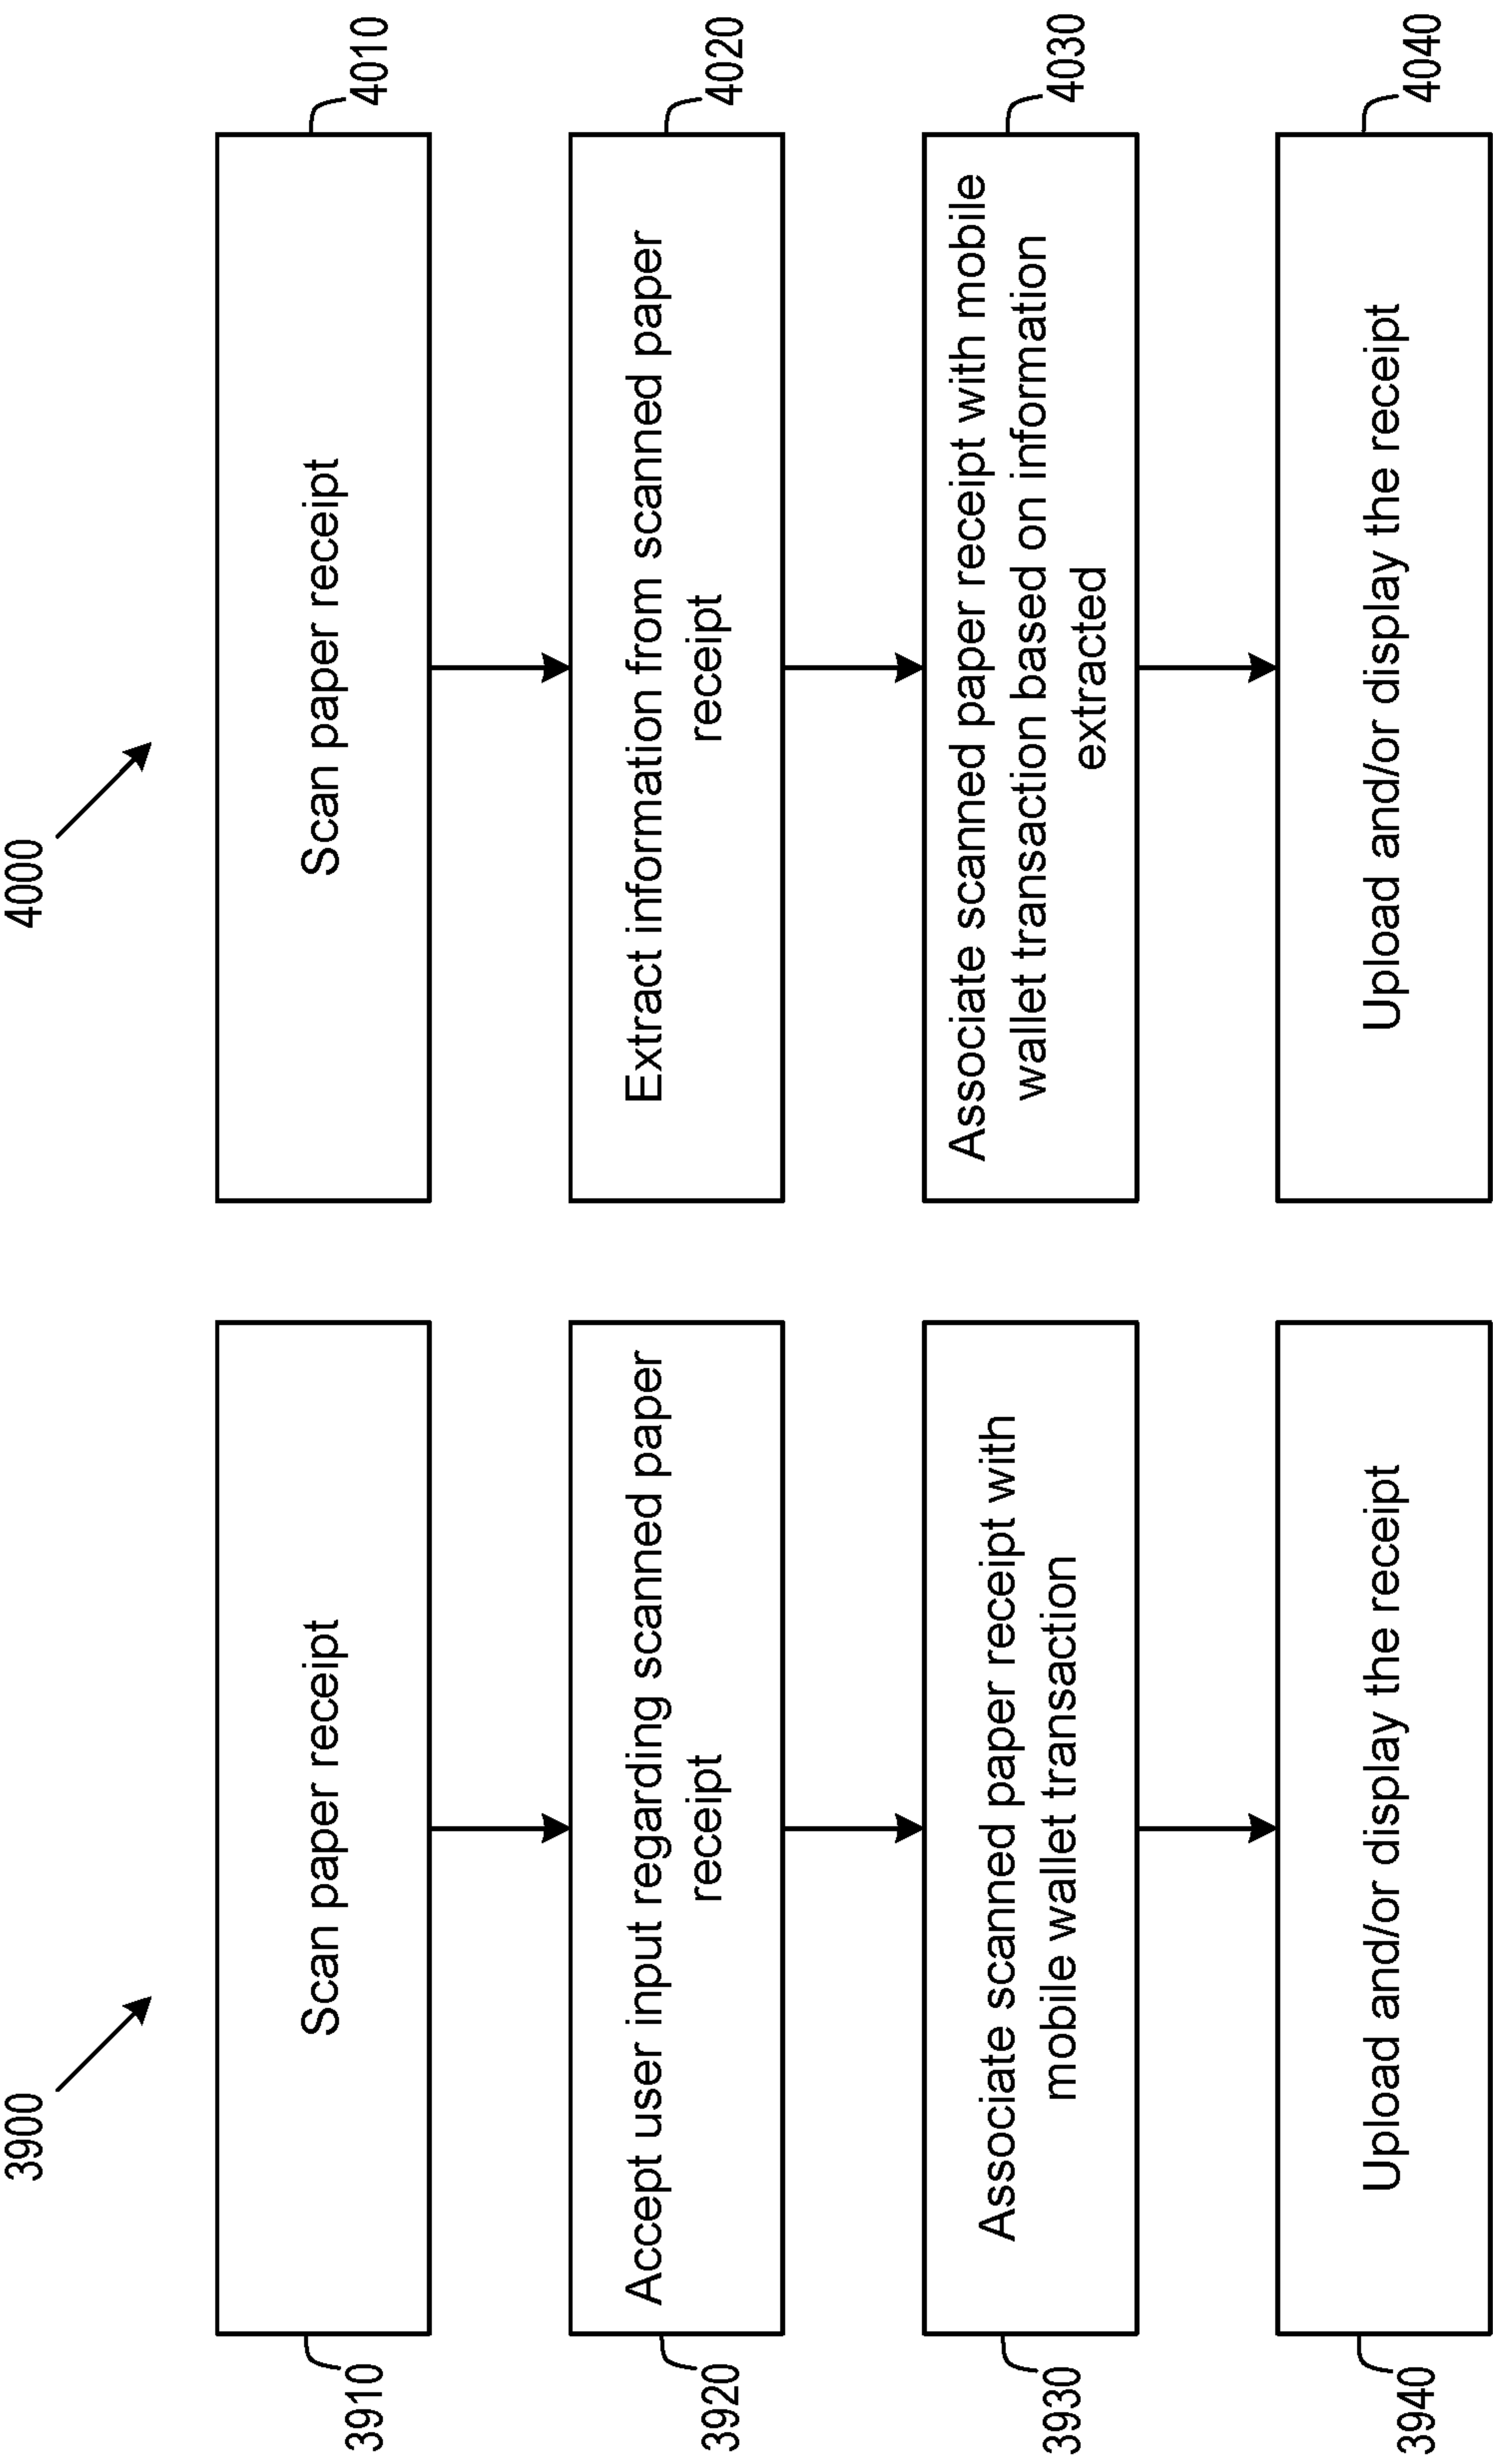 3900
3910
Scan paper receipt
3920
Accept user input regarding scanned paper
receipt
3930
Associate scanned paper receipt with
mobile wallet transaction
3940
Upload and/or display the receipt
4000
Scan paper receipt
4010
Extract information from scanned paper
receipt
4020
Associate scanned paper receipt with mobile
wallet transaction based on information
extracted
4030
Upload and/or display the receipt
4040